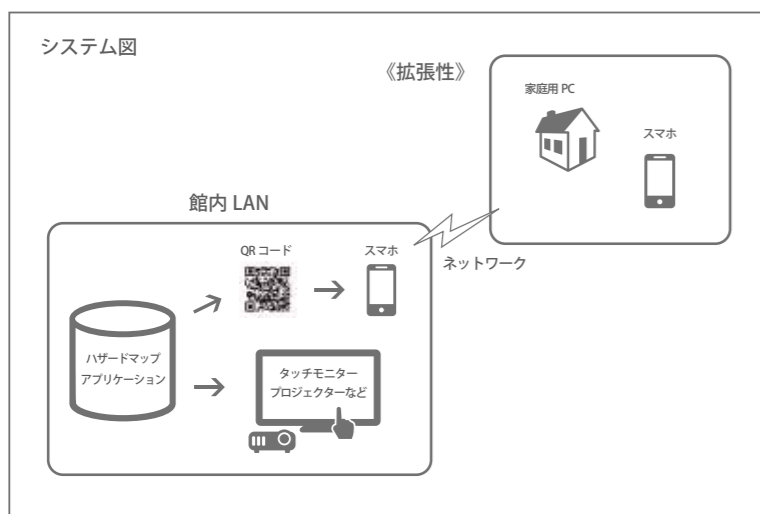 システム図
《拡張性》
家庭用 PC
スマホ
館内 LAN
QR コード
スマホ
ネットワーク
ハザードマップ
アプリケーション
タッチモニター
プロジェクターなど